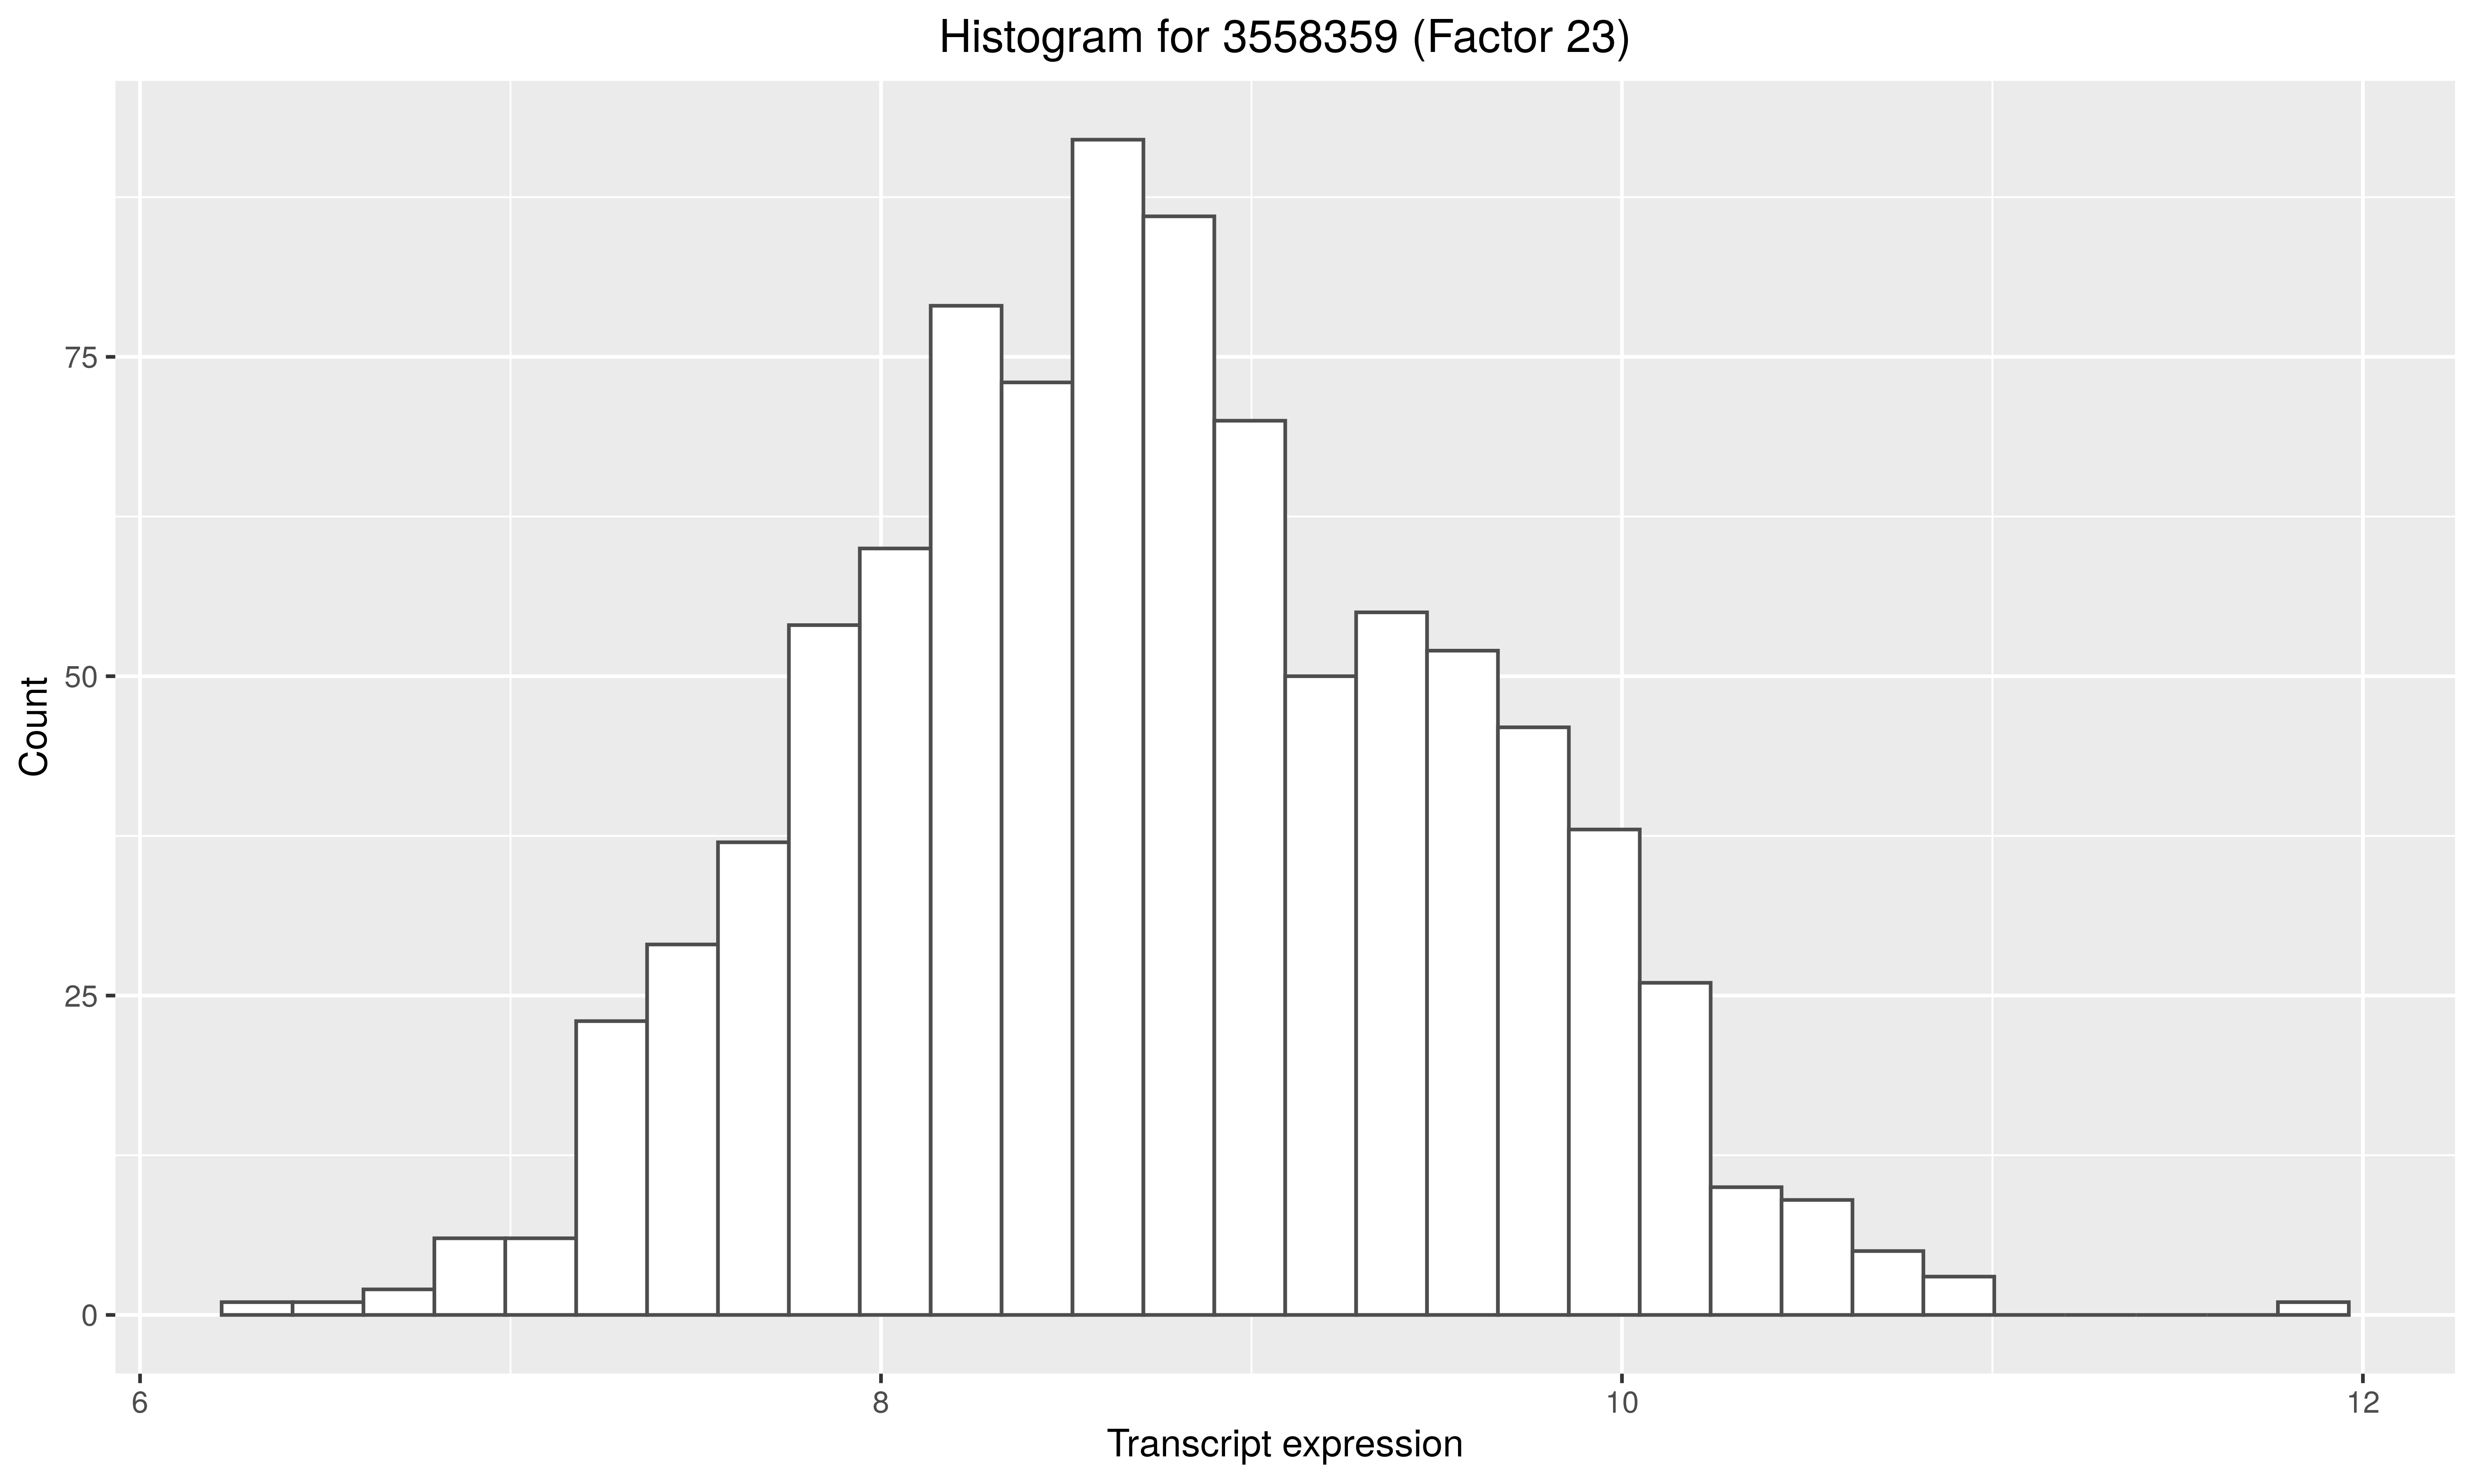 Histogram for 3558359 (Factor 23)
Count
75
50
25
0
6 8 10 12
Transcript expression